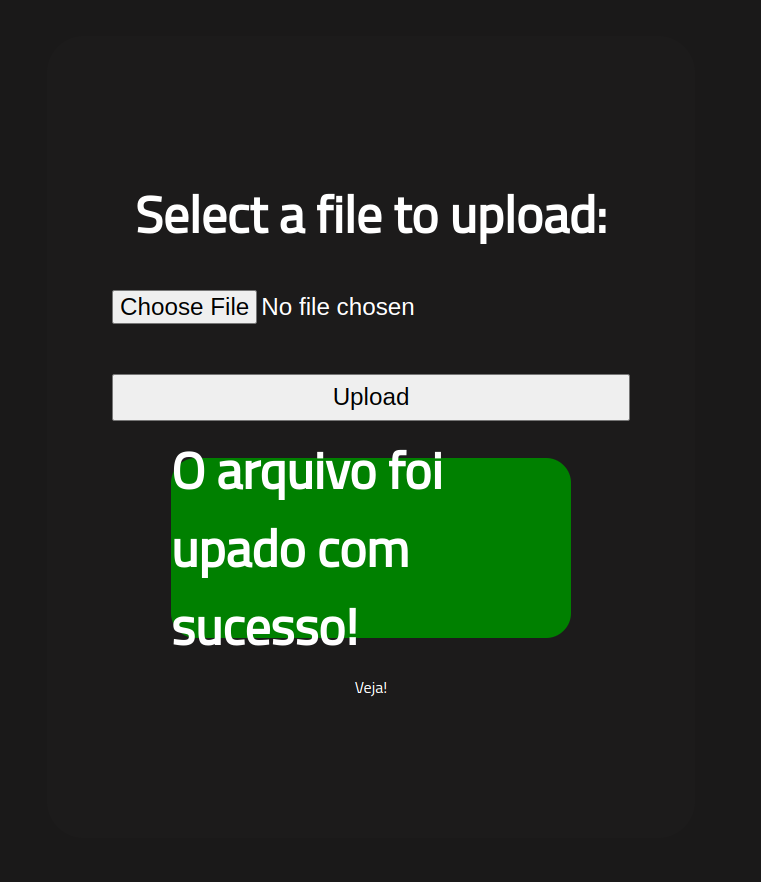 Select a file to upload:
Choose File No file chosen
Upload
O arquivo foi
upado com
sucesso!
Veja!